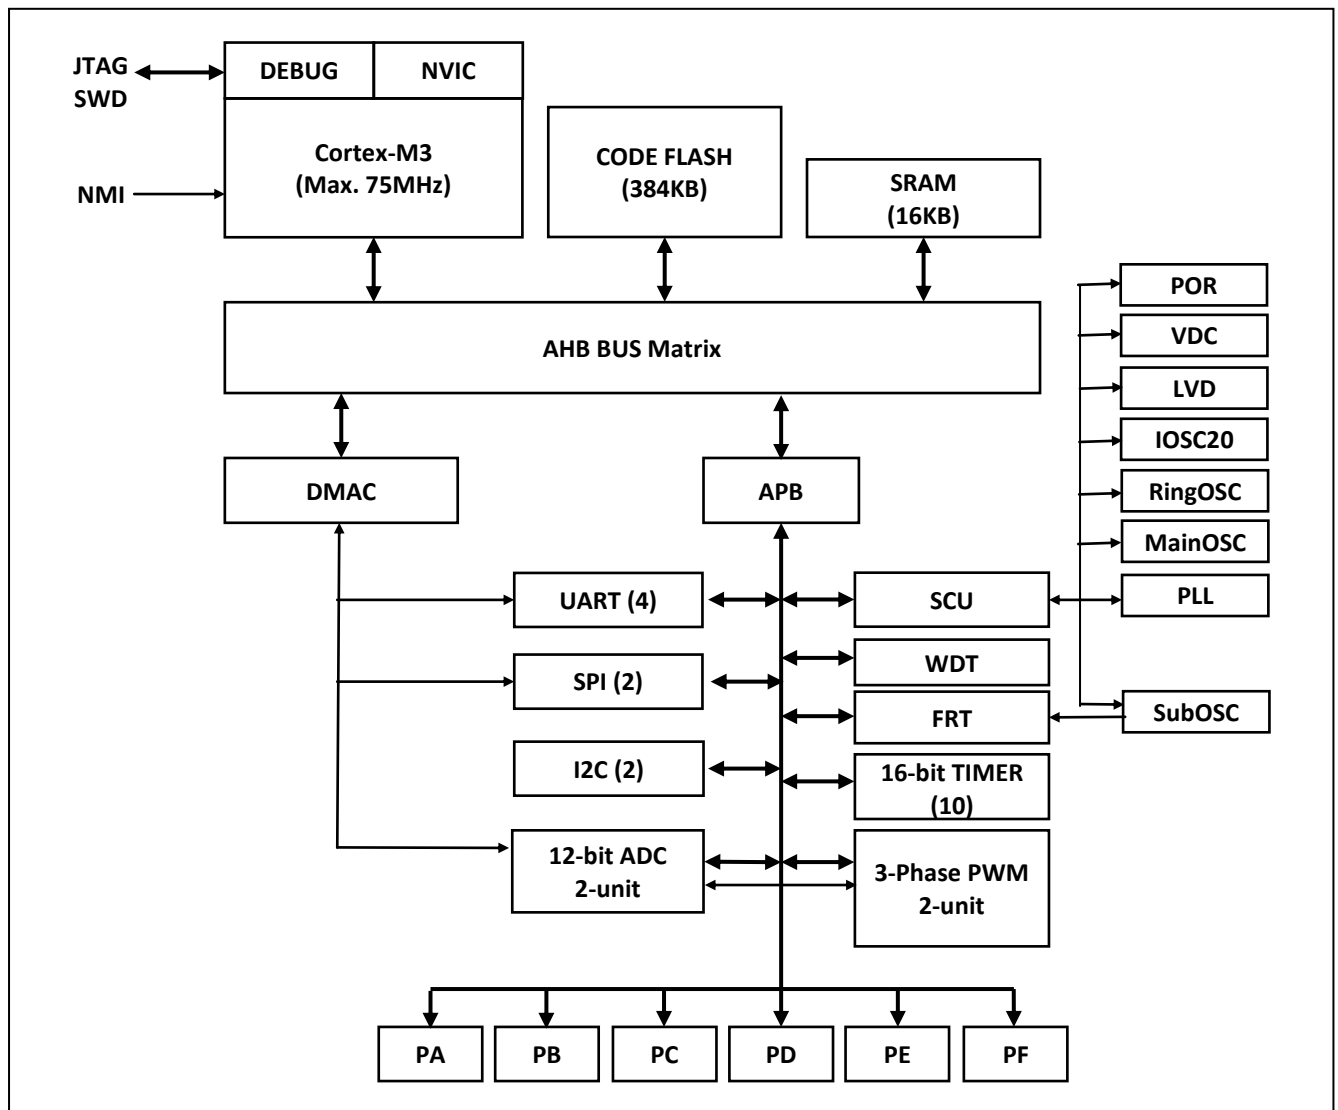 JTAG
SWD
DEBUG
NVIC
Cortex-M3
(Max. 75MHz)
NMI
CODE FLASH
(384KB)
SRAM
(16KB)
AHB BUS Matrix
POR
VDC
LVD
IOSC20
RingOSC
MainOSC
PLL
SubOSC
DMAC
APB
UART (4)
SCU
SPI (2)
WDT
FRT
I2C (2)
16-bit TIMER
(10)
12-bit ADC
2-unit
3-Phase PWM
2-unit
PA
PB
PC
PD
PE
PF